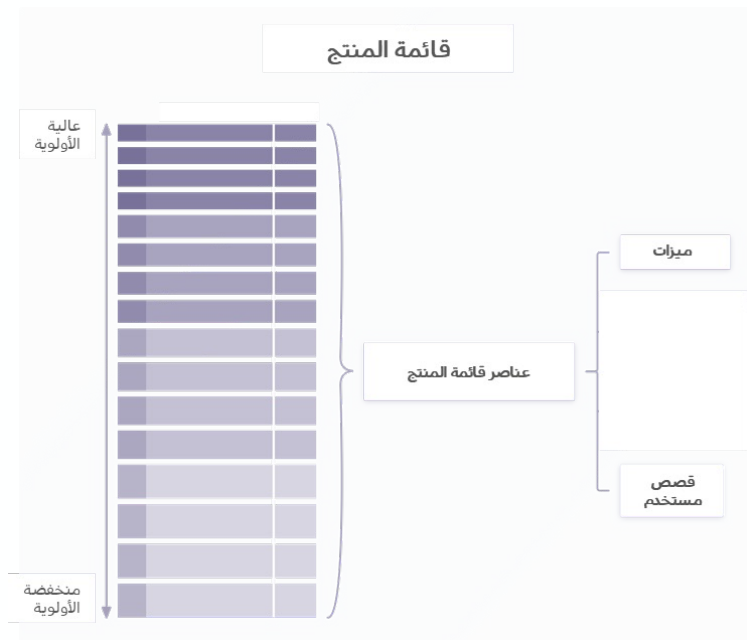 قائمة المنتج
عالية
الأولوية
ميزات
عناصر قائمة المنتج
قصص
مستخدم
منخفضة
الأولوية